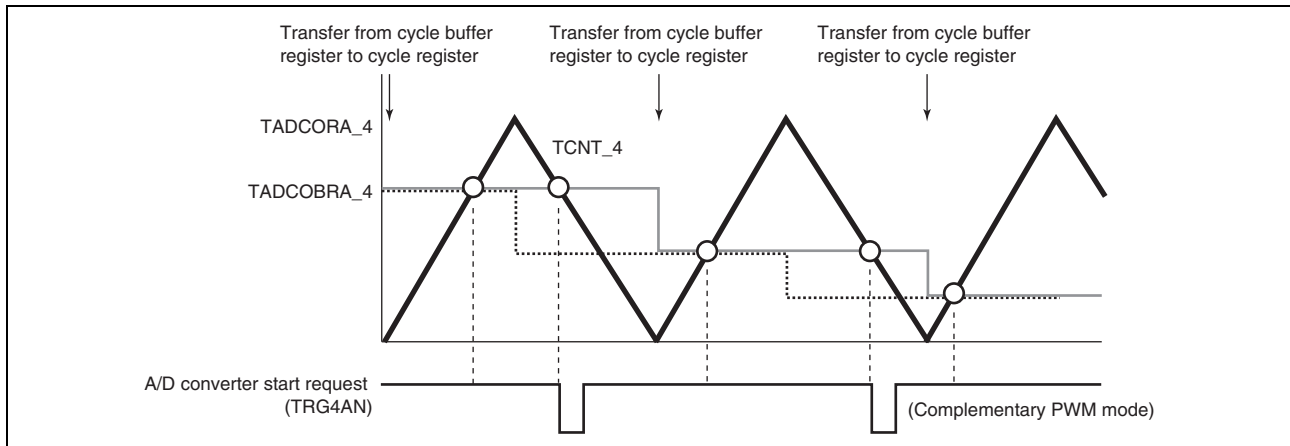 Transfer from cycle buffer
register to cycle register
Transfer from cycle buffer
register to cycle register
Transfer from cycle buffer
register to cycle register
TADCORA_4
TCNT_4
TADCOBRA_4
A/D converter start request
(TRG4AN)
(Complementary PWM mode)